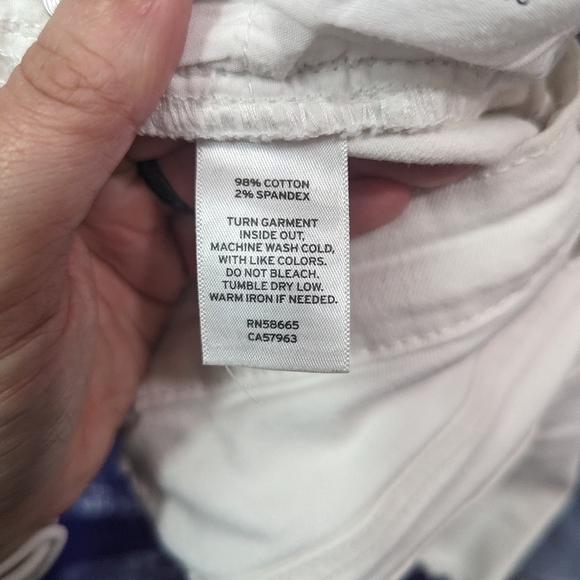 98% COTTON
2% SPANDEX
TURN GARMENT
INSIDE OUT,
MACHINE WASH COLD,
WITH LIKE COLORS.
DO NOT BLEACH.
TUMBLE DRY LOW.
WARM IRON IF NEEDED.
RN58665
CA57963